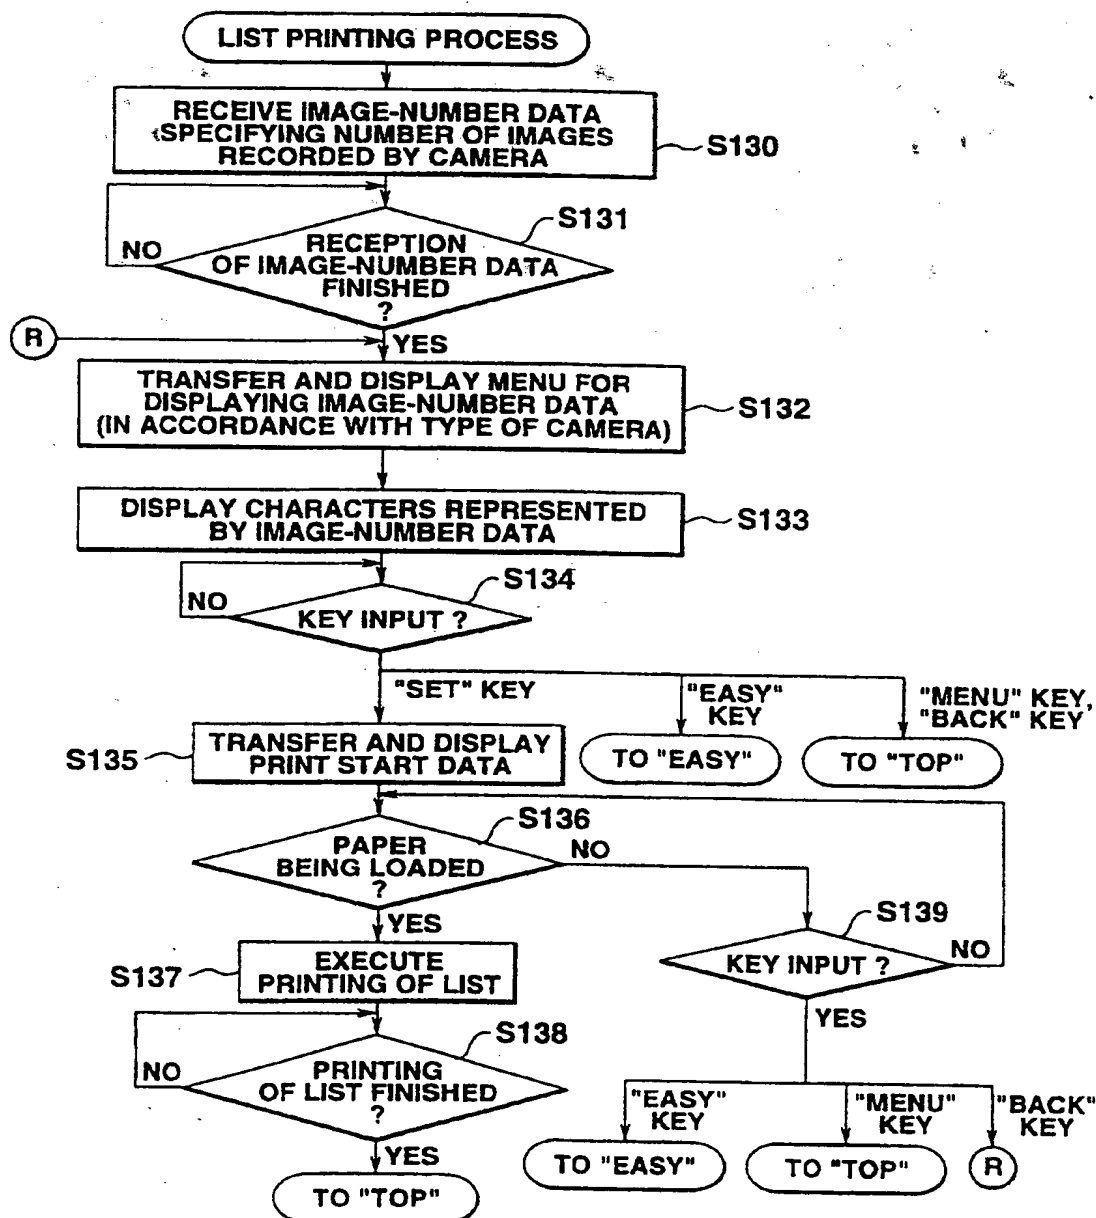 LIST PRINTING PROCESS
RECEIVE IMAGE-NUMBER DATA
(SPECIFYING NUMBER OF IMAGES
RECORDED BY CAMERA
S130
S131
NO
RECEPTION
OF IMAGE-NUMBER DATA
FINISHED
?
R
YES
TRANSFER AND DISPLAY MENU FOR
DISPLAYING IMAGE-NUMBER DATA
(IN ACCORDANCE WITH TYPE OF CAMERA)
S132
DISPLAY CHARACTERS REPRESENTED
BY IMAGE-NUMBER DATA
S133
S134
NO
KEY INPUT ?
"SET" KEY
"EASY"
KEY
"MENU" KEY,
"BACK" KEY
S135
TRANSFER AND DISPLAY
PRINT START DATA
TO "EASY"
TO "TOP"
S136
PAPER
BEING LOADED
?
NO
YES
S139
KEY INPUT ?
NO
YES
S137
EXECUTE
PRINTING OF LIST
S138
NO
PRINTING
OF LIST FINISHED
?
YES
TO "TOP"
"EASY"
KEY
"MENU"
KEY
"BACK"
KEY
TO "EASY"
TO "TOP"
R